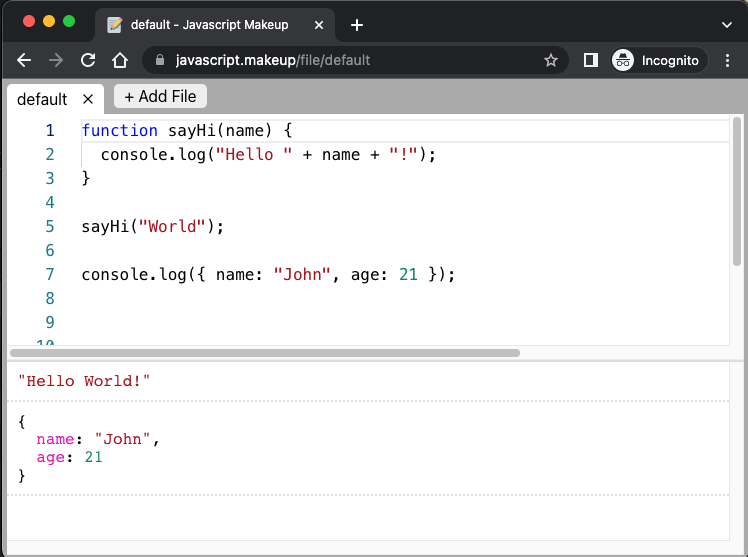 default - Javascript Makeup
javascript.makeup/file/default
Incognito
default
+ Add File
1 function sayHi(name) {
2   console.log("Hello " + name + "!");
3 }
4
5 sayHi("World");
6
7 console.log({ name: "John", age: 21 });
8
9
10
"Hello World!"
{
  name: "John",
  age: 21
}